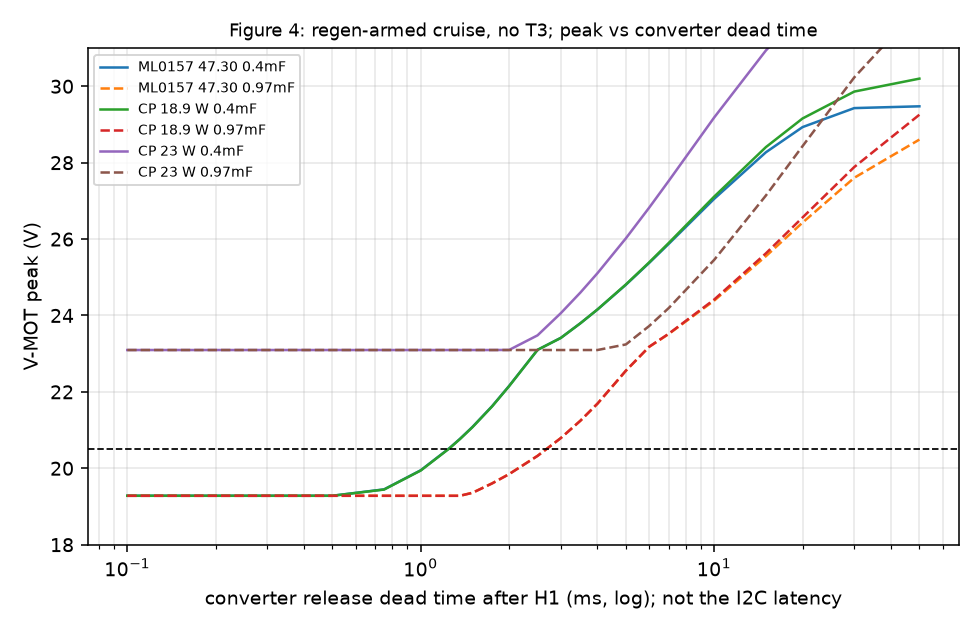 Figure 4: regen-armed cruise, no T3; peak vs converter dead time
ML0157 47.30 0.4mF
ML0157 47.30 0.97mF
CP 18.9 W 0.4mF
CP 18.9 W 0.97mF
CP 23 W 0.4mF
CP 23 W 0.97mF
V-MOT peak (V)
30
28
26
24
22
20
18
10⁻¹
10⁰
10¹
converter release dead time after H1 (ms, log); not the I2C latency